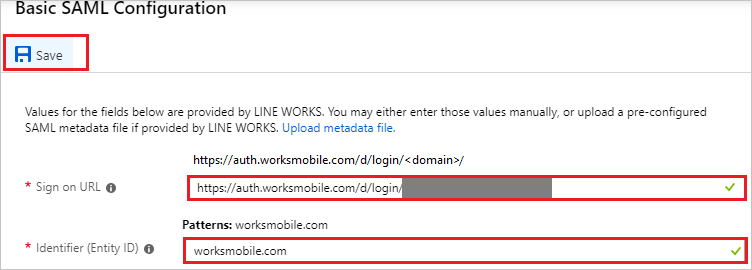 Basic SAML Configuration
Save
Values for the fields below are provided by LINE WORKS. You may either enter those values manually, or upload a pre-configured
SAML metadata file if provided by LINE WORKS. Upload metadata file.
https://auth.worksmobile.com/d/login/<domain>/
* Sign on URL
https://auth.worksmobile.com/d/login/
Patterns: worksmobile.com
* Identifier (Entity ID)
worksmobile.com